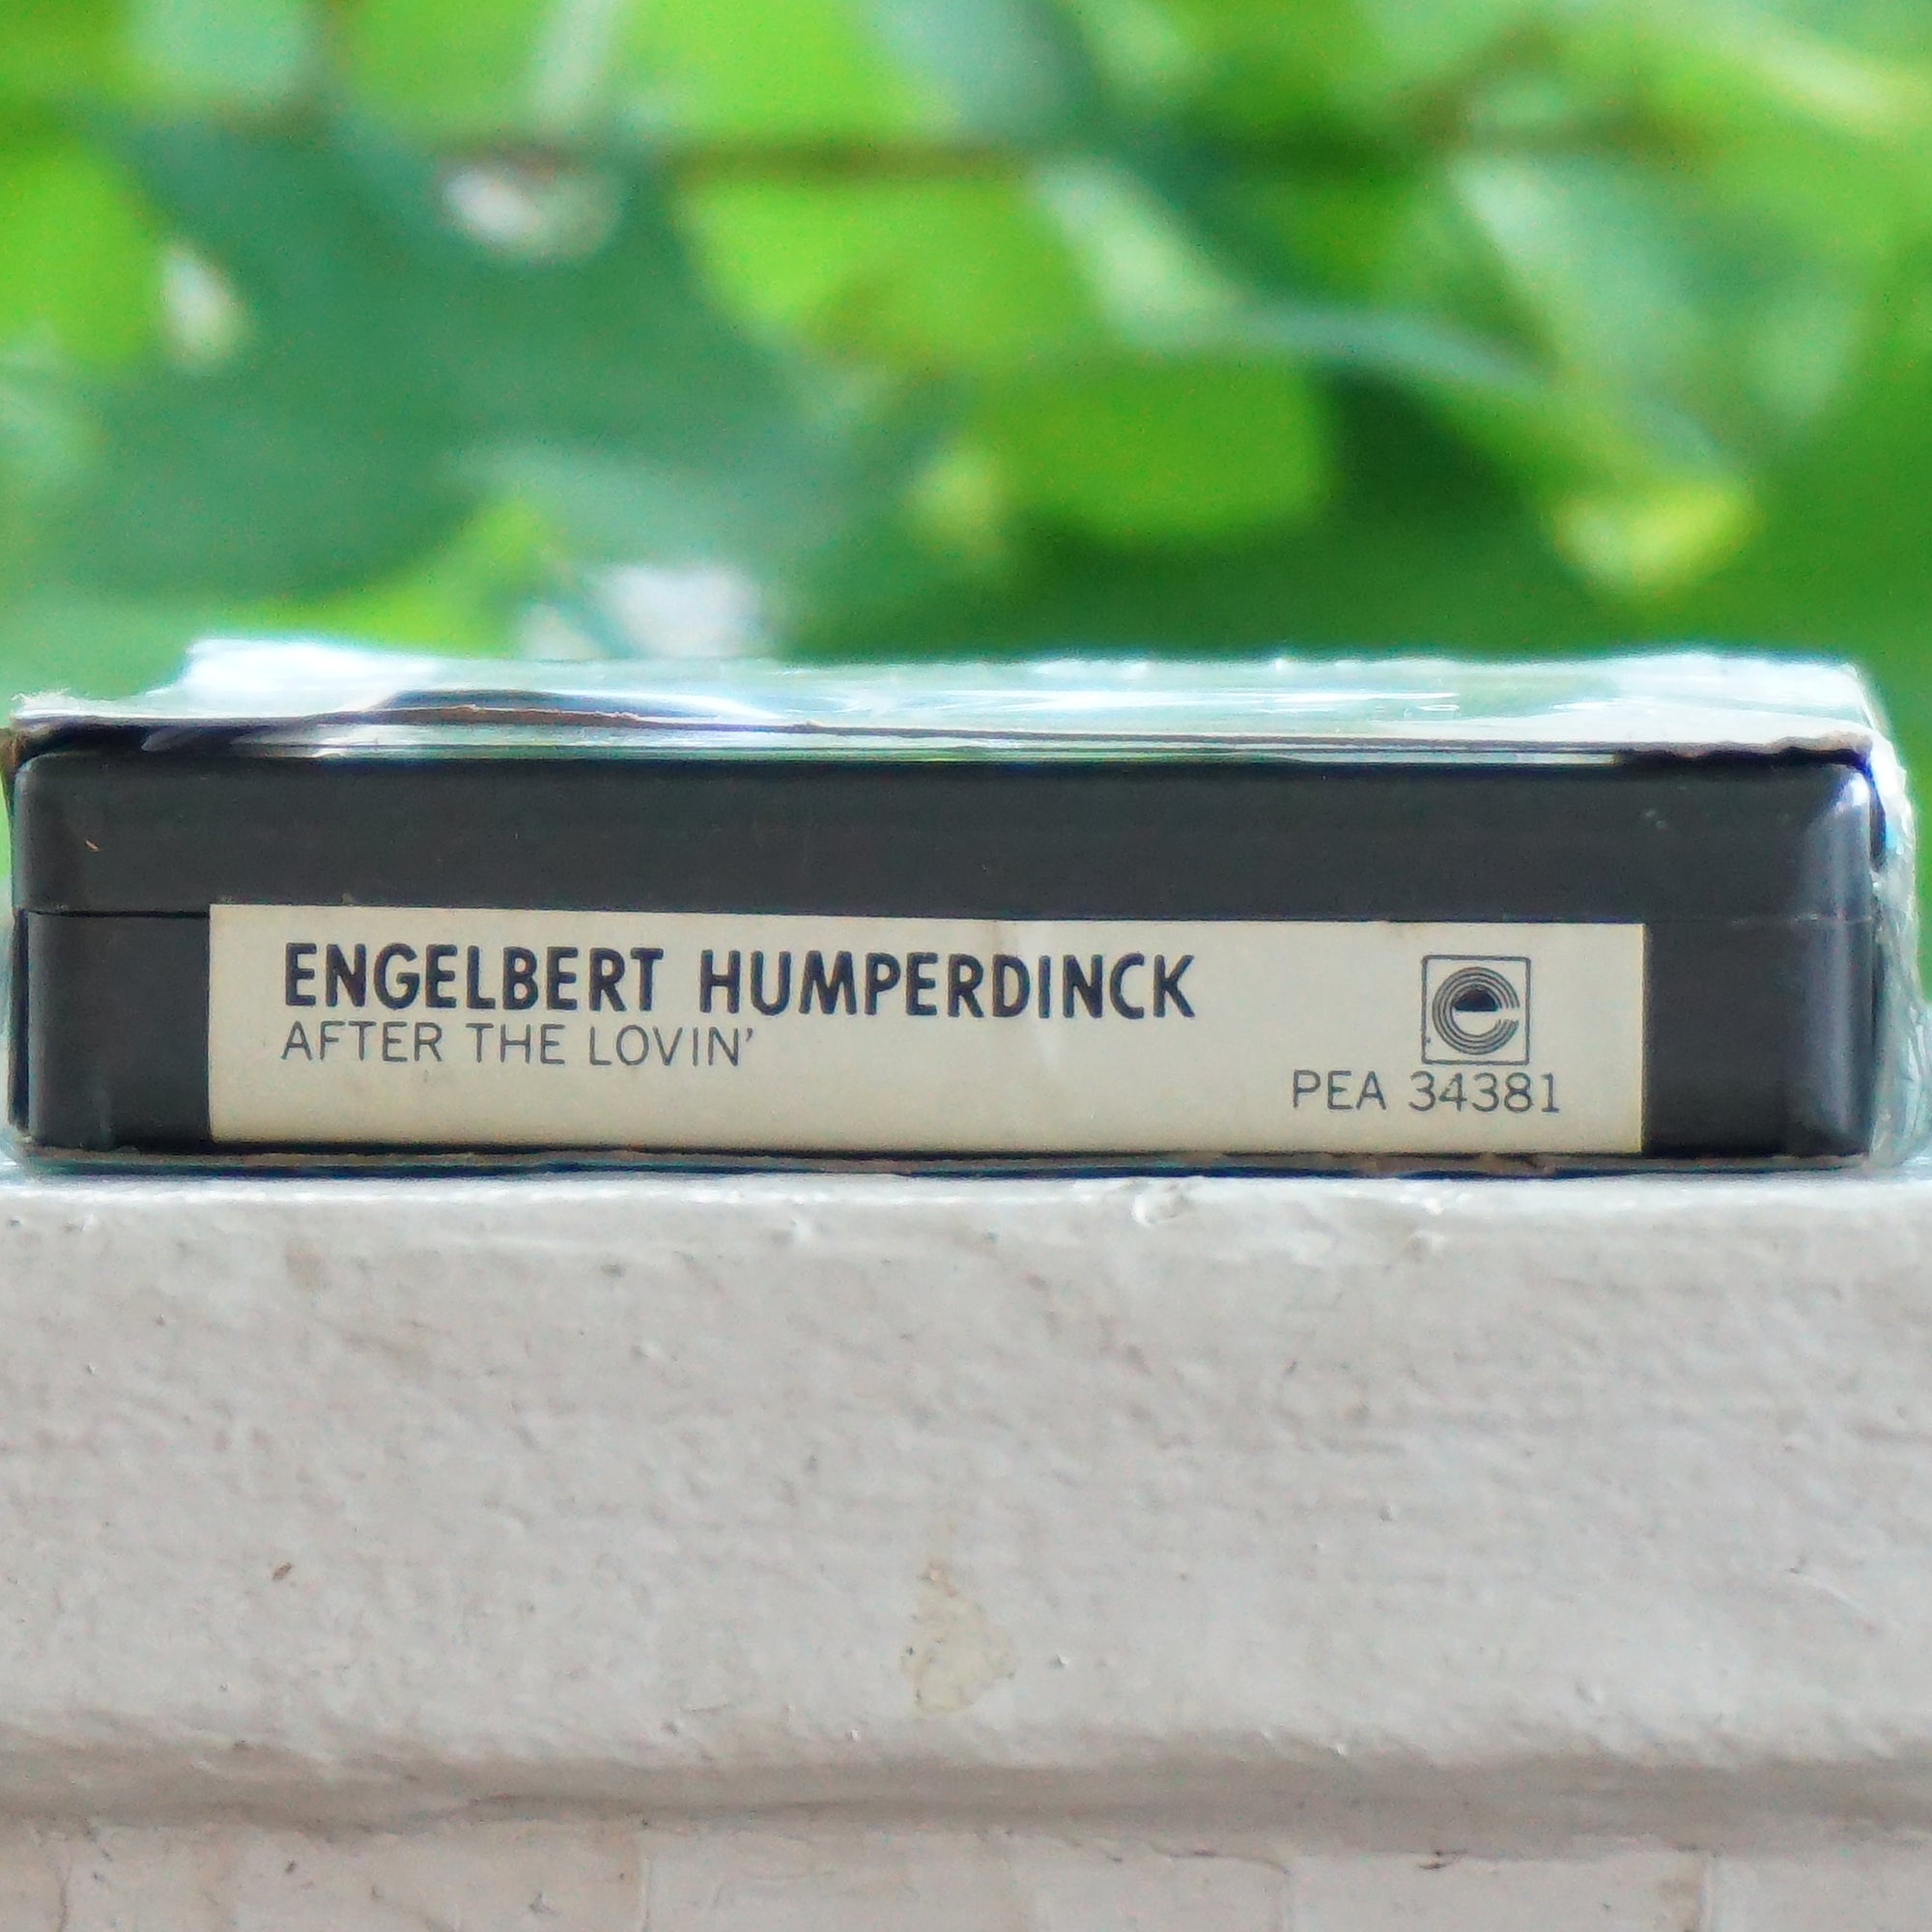 ENGELBERT HUMPERDINCK
AFTER THE LOVIN'
e
PEA 34381